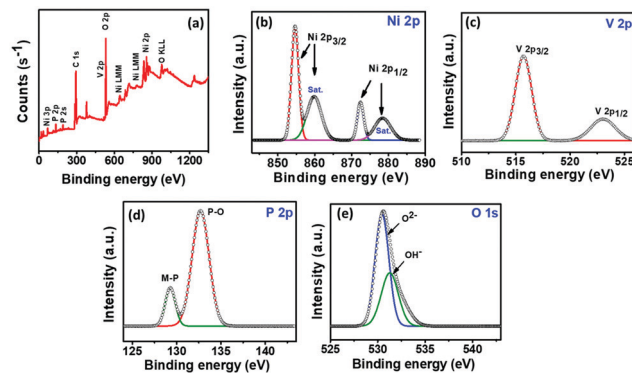 (a)
Counts (s⁻¹)
Ni 3p
P 2p
P 2s
C 1s
V 2p
O 2p
Ni LMM
Ni LMM
Ni 2p
O KLL
0 300 600 900 1200
Binding energy (eV)
(b)
Ni 2p
Intensity (a.u.)
Ni 2p3/2
Sat.
Ni 2p1/2
Sat.
850 860 870 880 890
Binding energy (eV)
(c)
V 2p
Intensity (a.u.)
V 2p3/2
V 2p1/2
510 515 520 525
Binding energy (eV)
(d)
P 2p
Intensity (a.u.)
P-O
M-P
125 130 135 140
Binding energy (eV)
(e)
O 1s
Intensity (a.u.)
O²⁻
OH⁻
525 530 535 540
Binding energy (eV)